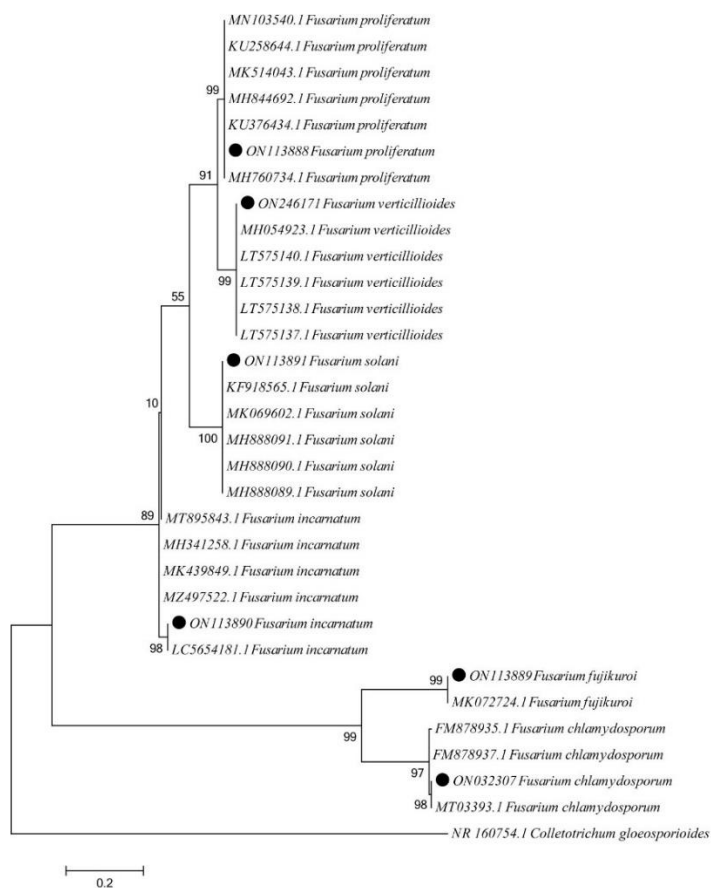 MN103540.1 Fusarium proliferatum
KU258644.1 Fusarium proliferatum
MK514043.1 Fusarium proliferatum
99
MH844692.1 Fusarium proliferatum
KU376434.1 Fusarium proliferatum
ON113888 Fusarium proliferatum
91
MH760734.1 Fusarium proliferatum
ON246171 Fusarium verticillioides
MH054923.1 Fusarium verticillioides
LT575140.1 Fusarium verticillioides
99
LT575139.1 Fusarium verticillioides
55
LT575138.1 Fusarium verticillioides
LT575137.1 Fusarium verticillioides
ON113891 Fusarium solani
KF918565.1 Fusarium solani
10
MK069602.1 Fusarium solani
100
MH888091.1 Fusarium solani
MH888090.1 Fusarium solani
MH888089.1 Fusarium solani
89
MT895843.1 Fusarium incarnatum
MH341258.1 Fusarium incarnatum
MK439849.1 Fusarium incarnatum
MZ497522.1 Fusarium incarnatum
ON113890 Fusarium incarnatum
98
LC5654181.1 Fusarium incarnatum
99
ON113889 Fusarium fujikuroi
MK072724.1 Fusarium fujikuroi
99
FM878935.1 Fusarium chlamydosporum
FM878937.1 Fusarium chlamydosporum
97
ON032307 Fusarium chlamydosporum
98
MT03393.1 Fusarium chlamydosporum
NR 160754.1 Colletotrichum gloeosporioides
0.2